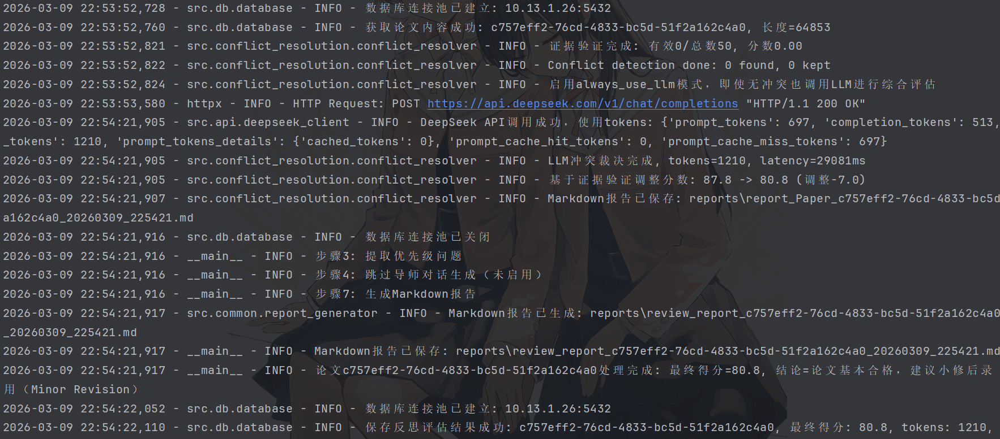 2026-03-09 22:53:52,728 - src.db.database - INFO - 数据库连接池已建立: 10.13.1.26:5432
2026-03-09 22:53:52,760 - src.db.database - INFO - 获取论文内容成功: c757eff2-76cd-4833-bc5d-51f2a162c4a0, 长度=64853
2026-03-09 22:53:52,821 - src.conflict_resolution.conflict_resolver - INFO - 证据验证完成: 有效0/总数50, 分数0.00
2026-03-09 22:53:52,822 - src.conflict_resolution.conflict_resolver - INFO - Conflict detection done: 0 found, 0 kept
2026-03-09 22:53:52,824 - src.conflict_resolution.conflict_resolver - INFO - 启用always_use_llm模式，即使无冲突也调用LLM进行综合评估
2026-03-09 22:53:53,580 - httpx - INFO - HTTP Request: POST https://api.deepseek.com/v1/chat/completions "HTTP/1.1 200 OK"
2026-03-09 22:54:21,905 - src.api.deepseek_client - INFO - DeepSeek API调用成功，使用tokens: {'prompt_tokens': 697, 'completion_tokens': 513,
_tokens': 1210, 'prompt_tokens_details': {'cached_tokens': 0}, 'prompt_cache_hit_tokens': 0, 'prompt_cache_miss_tokens': 697}
2026-03-09 22:54:21,905 - src.conflict_resolution.conflict_resolver - INFO - LLM冲突裁决完成, tokens=1210, latency=29081ms
2026-03-09 22:54:21,905 - src.conflict_resolution.conflict_resolver - INFO - 基于证据验证调整分数: 87.8 -> 80.8 (调整-7.0)
2026-03-09 22:54:21,907 - src.conflict_resolution.conflict_resolver - INFO - Markdown报告已保存: reports\report_Paper_c757eff2-76cd-4833-bc5d
a162c4a0_20260309_225421.md
2026-03-09 22:54:21,916 - src.db.database - INFO - 数据库连接池已关闭
2026-03-09 22:54:21,916 - __main__ - INFO - 步骤3: 提取优先级问题
2026-03-09 22:54:21,916 - __main__ - INFO - 步骤4: 跳过导师对话生成（未启用）
2026-03-09 22:54:21,916 - __main__ - INFO - 步骤7: 生成Markdown报告
2026-03-09 22:54:21,917 - src.common.report_generator - INFO - Markdown报告已生成: reports\review_report_c757eff2-76cd-4833-bc5d-51f2a162c4a0
_20260309_225421.md
2026-03-09 22:54:21,917 - __main__ - INFO - Markdown报告已保存: reports\review_report_c757eff2-76cd-4833-bc5d-51f2a162c4a0_20260309_225421.md
2026-03-09 22:54:21,917 - __main__ - INFO - 论文c757eff2-76cd-4833-bc5d-51f2a162c4a0处理完成: 最终得分=80.8, 结论=论文基本合格，建议小修后录
用（Minor Revision）
2026-03-09 22:54:22,052 - src.db.database - INFO - 数据库连接池已建立: 10.13.1.26:5432
2026-03-09 22:54:22,110 - src.db.database - INFO - 保存反思评估结果成功: c757eff2-76cd-4833-bc5d-51f2a162c4a0, 最终得分: 80.8, tokens: 1210,